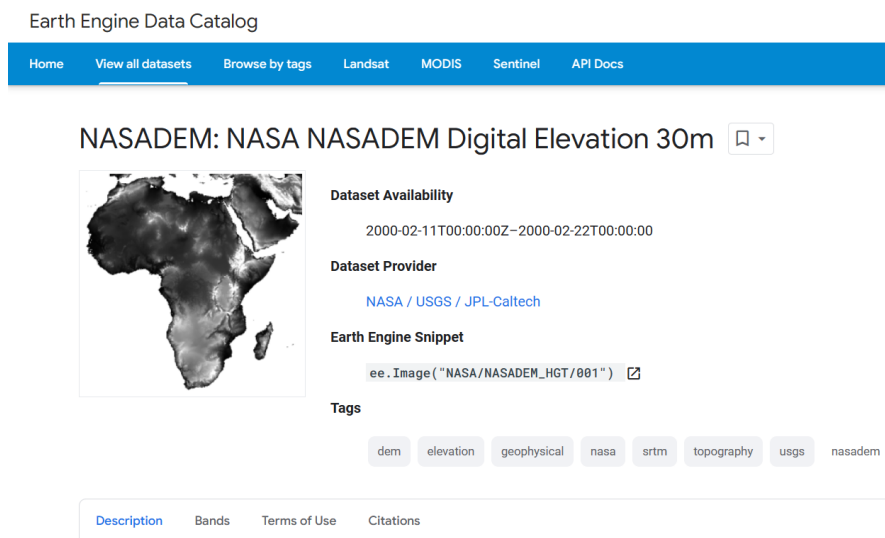 Earth Engine Data Catalog
Home View all datasets Browse by tags Landsat MODIS Sentinel API Docs
NASADEM: NASA NASADEM Digital Elevation 30m
Dataset Availability
2000-02-11T00:00:00Z–2000-02-22T00:00:00
Dataset Provider
NASA / USGS / JPL-Caltech
Earth Engine Snippet
ee.Image("NASA/NASADEM_HGT/001")
Tags
dem elevation geophysical nasa srtm topography usgs nasadem
Description Bands Terms of Use Citations